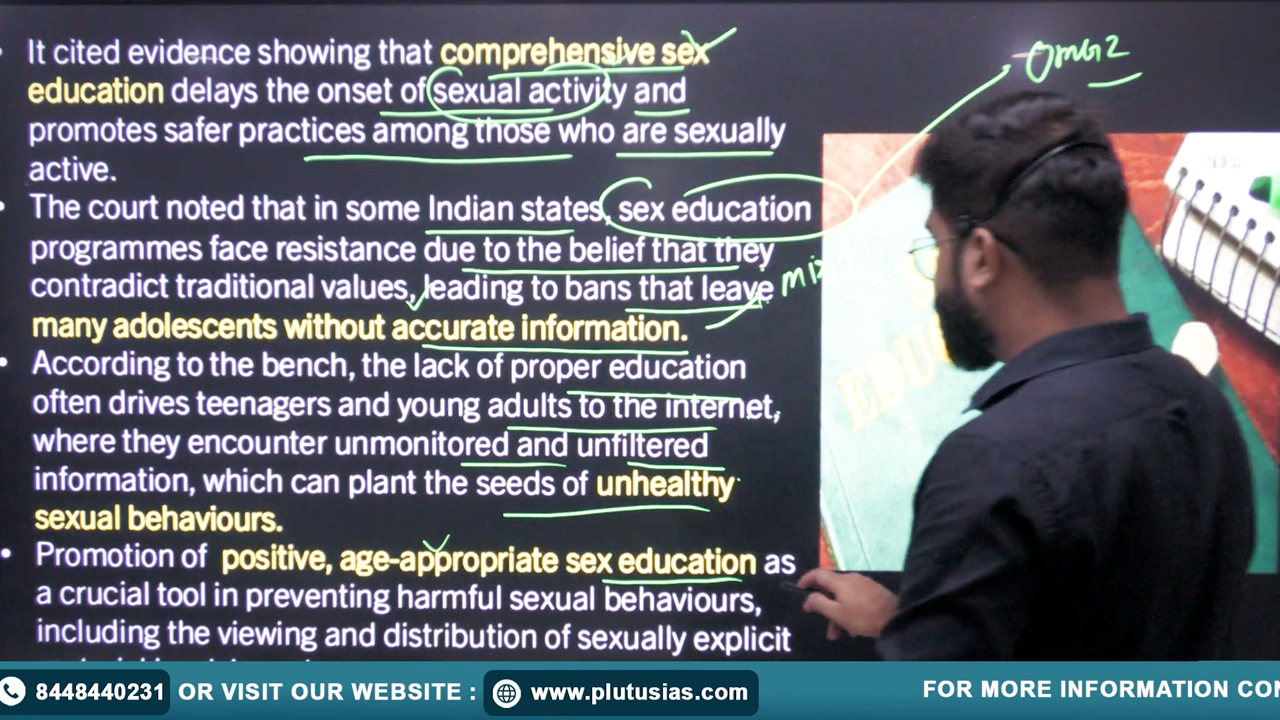 It cited evidence showing that comprehensive sex
education delays the onset of sexual activity and
promotes safer practices among those who are sexually
active.
The court noted that in some Indian states, sex education
programmes face resistance due to the belief that they
contradict traditional values, leading to bans that leave
many adolescents without accurate information.
According to the bench, the lack of proper education
often drives teenagers and young adults to the internet,
where they encounter unmonitored and unfiltered
information, which can plant the seeds of unhealthy
sexual behaviours.
Promotion of positive, age-appropriate sex education as
a crucial tool in preventing harmful sexual behaviours,
including the viewing and distribution of sexually explicit
OMG 2
8448440231 OR VISIT OUR WEBSITE : www.plutusias.com
FOR MORE INFORMATION CON